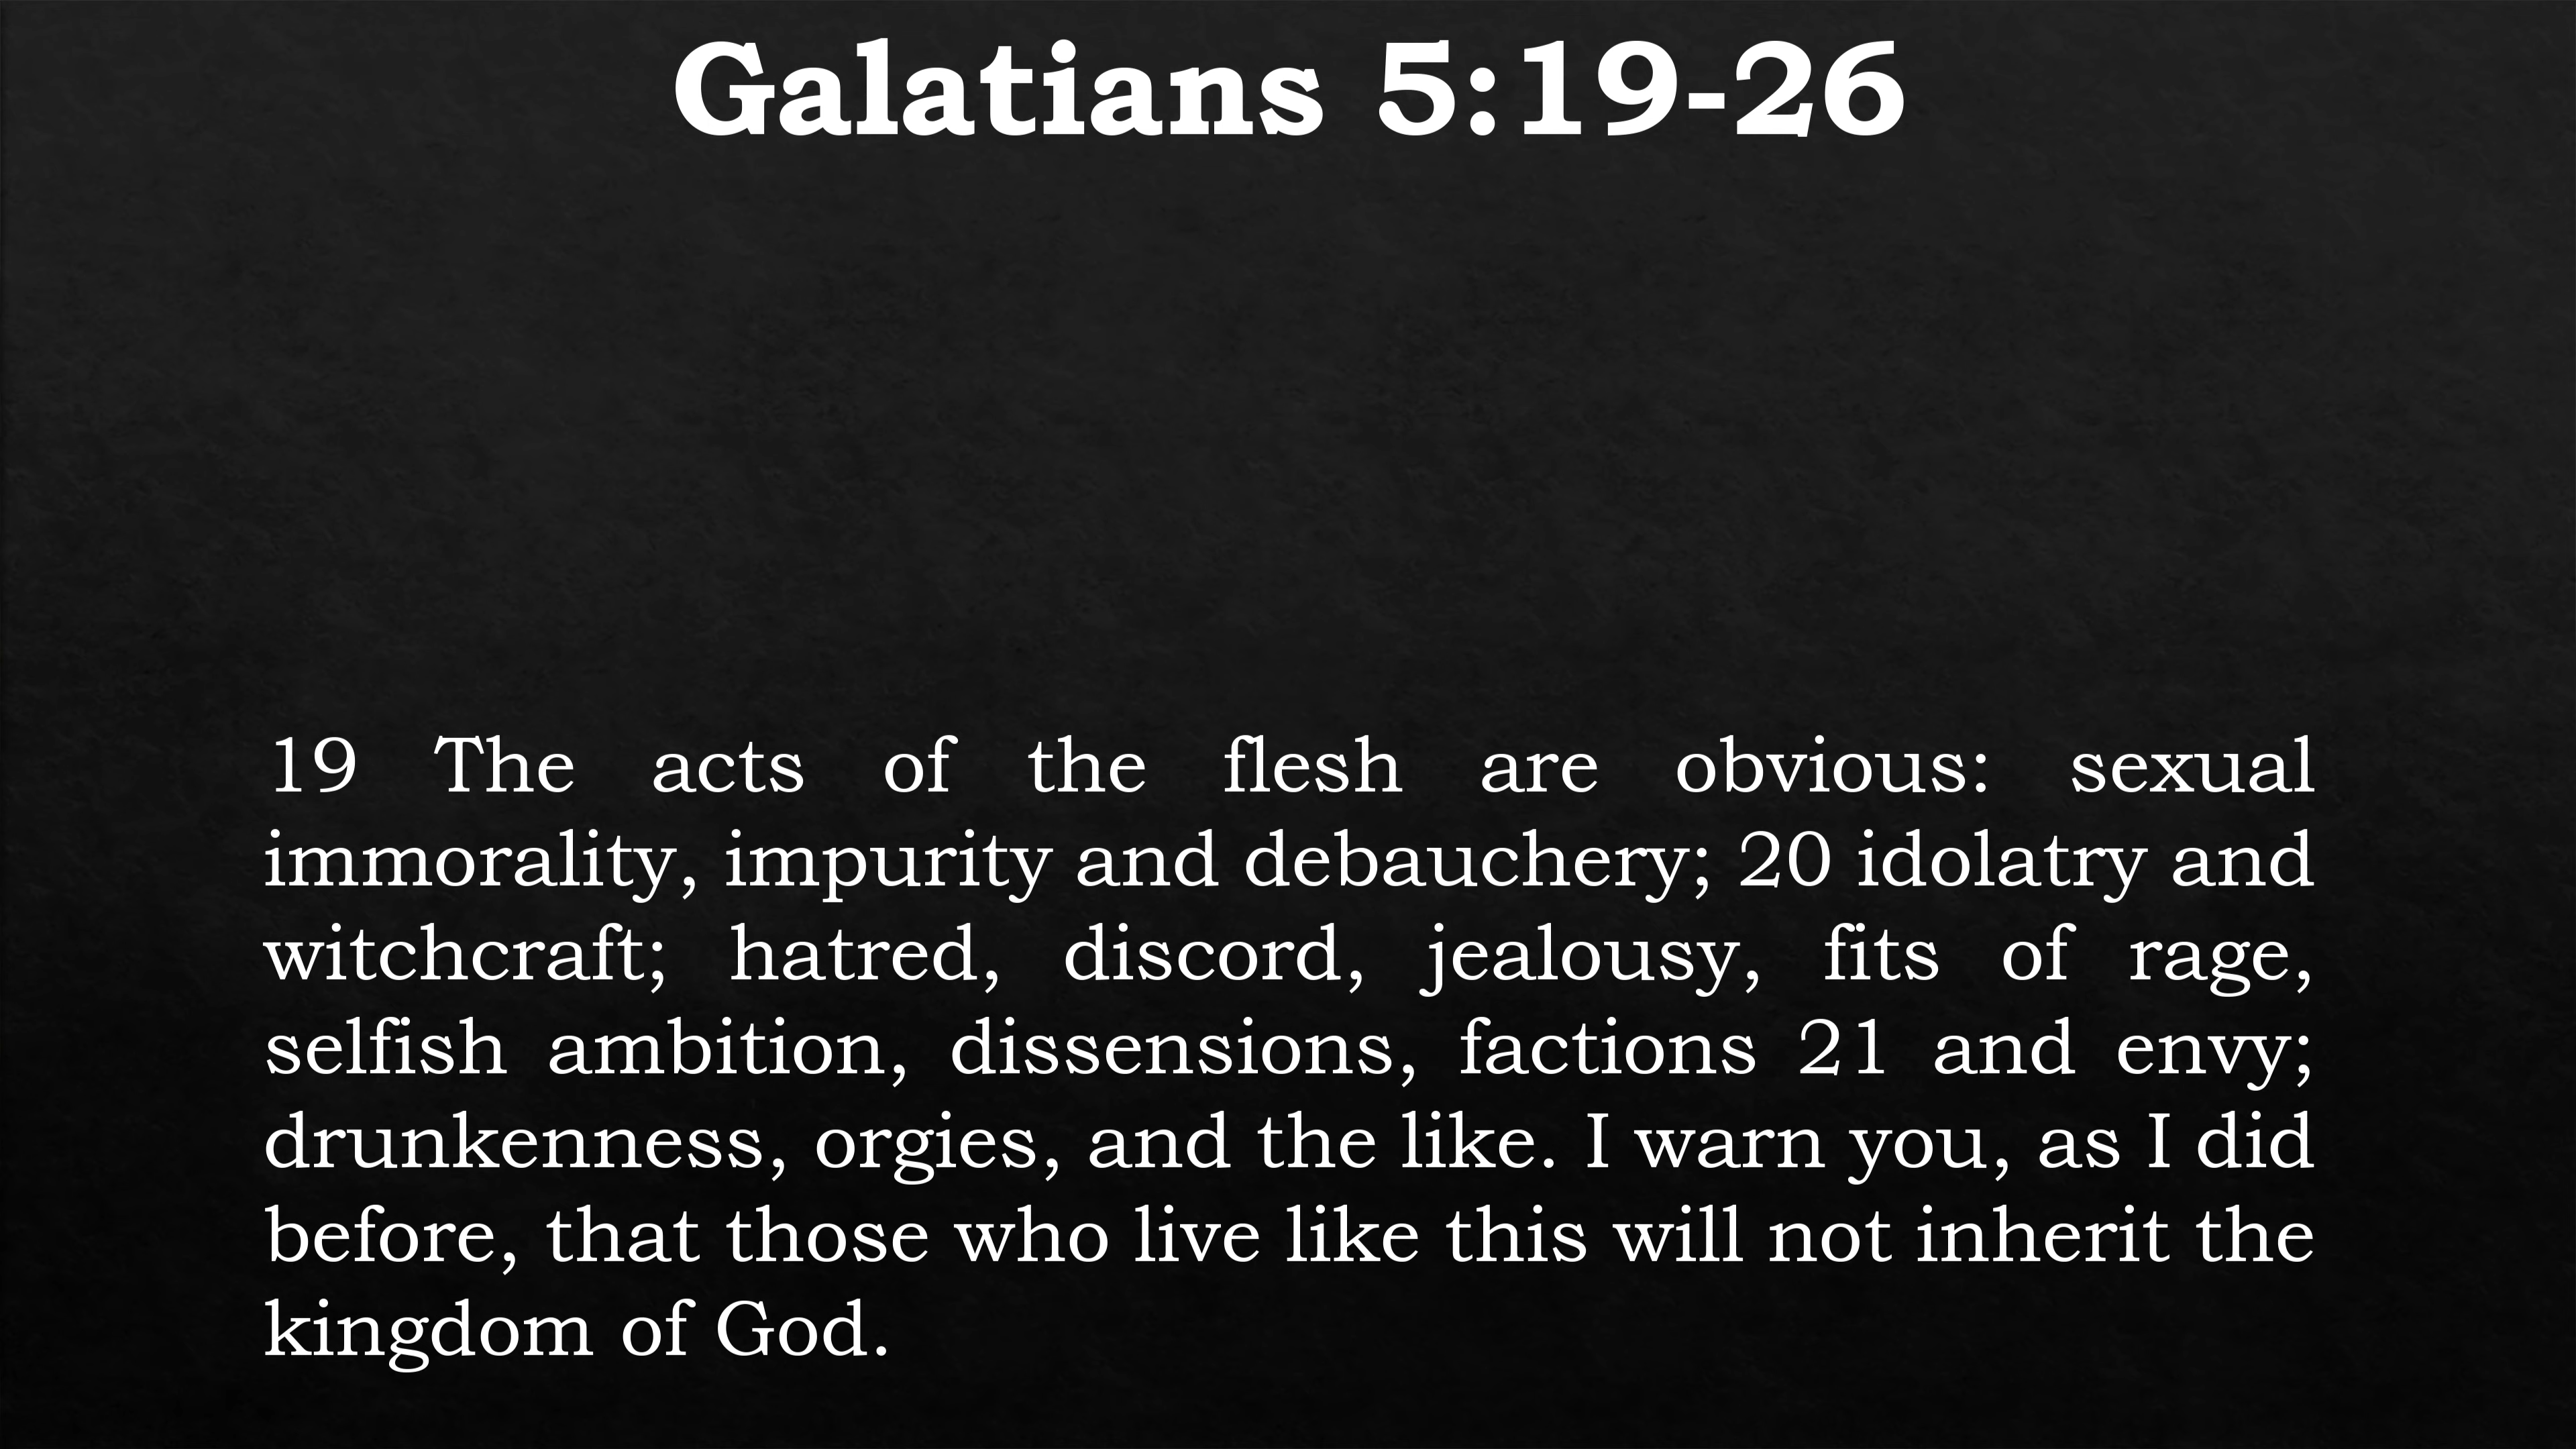 Galatians 5:19-26
19 The acts of the flesh are obvious: sexual
immorality, impurity and debauchery; 20 idolatry and
witchcraft; hatred, discord, jealousy, fits of rage,
selfish ambition, dissensions, factions 21 and envy;
drunkenness, orgies, and the like. I warn you, as I did
before, that those who live like this will not inherit the
kingdom of God.